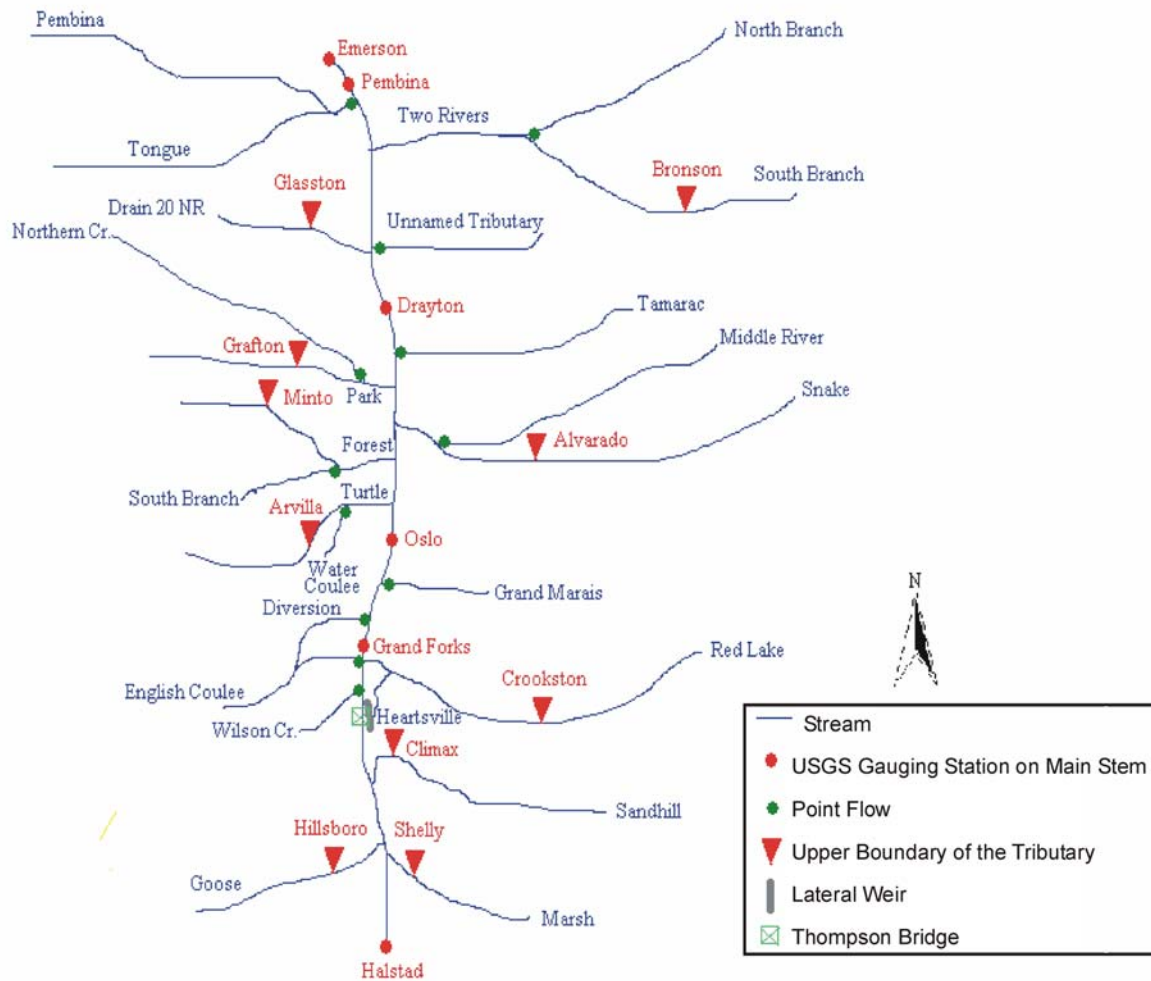 Pembina
North Branch
Emerson
Pembina
Two Rivers
Tongue
Bronson
South Branch
Glasston
Drain 20 NR
Unnamed Tributary
Northern Cr.
Drayton
Tamarac
Middle River
Grafton
Snake
Minto
Park
Alvarado
Forest
South Branch
Turtle
Arvilla
Oslo
Water
Coulee
Grand Marais
Diversion
N
Grand Forks
Red Lake
Crookston
English Coulee
Wilson Cr.
Heartsville
Climax
Sandhill
Hillsboro
Shelly
Goose
Marsh
Halstad
Stream
USGS Gauging Station on Main Stem
Point Flow
Upper Boundary of the Tributary
Lateral Weir
Thompson Bridge